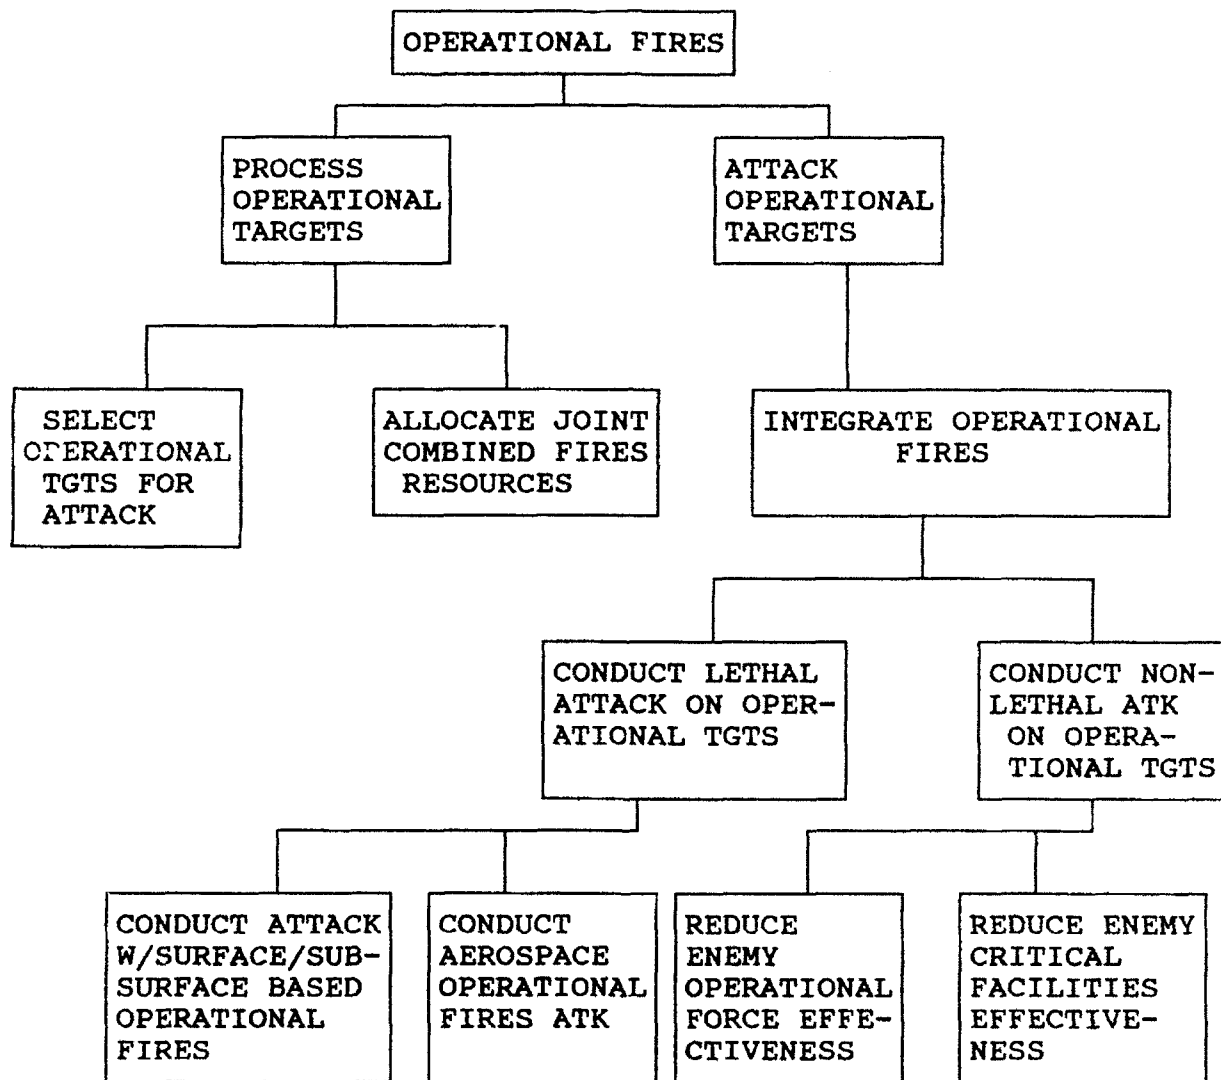 OPERATIONAL FIRES
PROCESS
OPERATIONAL
TARGETS
ATTACK
OPERATIONAL
TARGETS
SELECT
OPERATIONAL
TGTS FOR
ATTACK
ALLOCATE JOINT
COMBINED FIRES
RESOURCES
INTEGRATE OPERATIONAL
FIRES
CONDUCT LETHAL
ATTACK ON OPER-
ATIONAL TGTS
CONDUCT NON-
LETHAL ATK
ON OPERA-
TIONAL TGTS
CONDUCT ATTACK
W/SURFACE/SUB-
SURFACE BASED
OPERATIONAL
FIRES
CONDUCT
AEROSPACE
OPERATIONAL
FIRES ATK
REDUCE
ENEMY
OPERATIONAL
FORCE EFFE-
CTIVENESS
REDUCE ENEMY
CRITICAL
FACILITIES
EFFECTIVE-
NESS